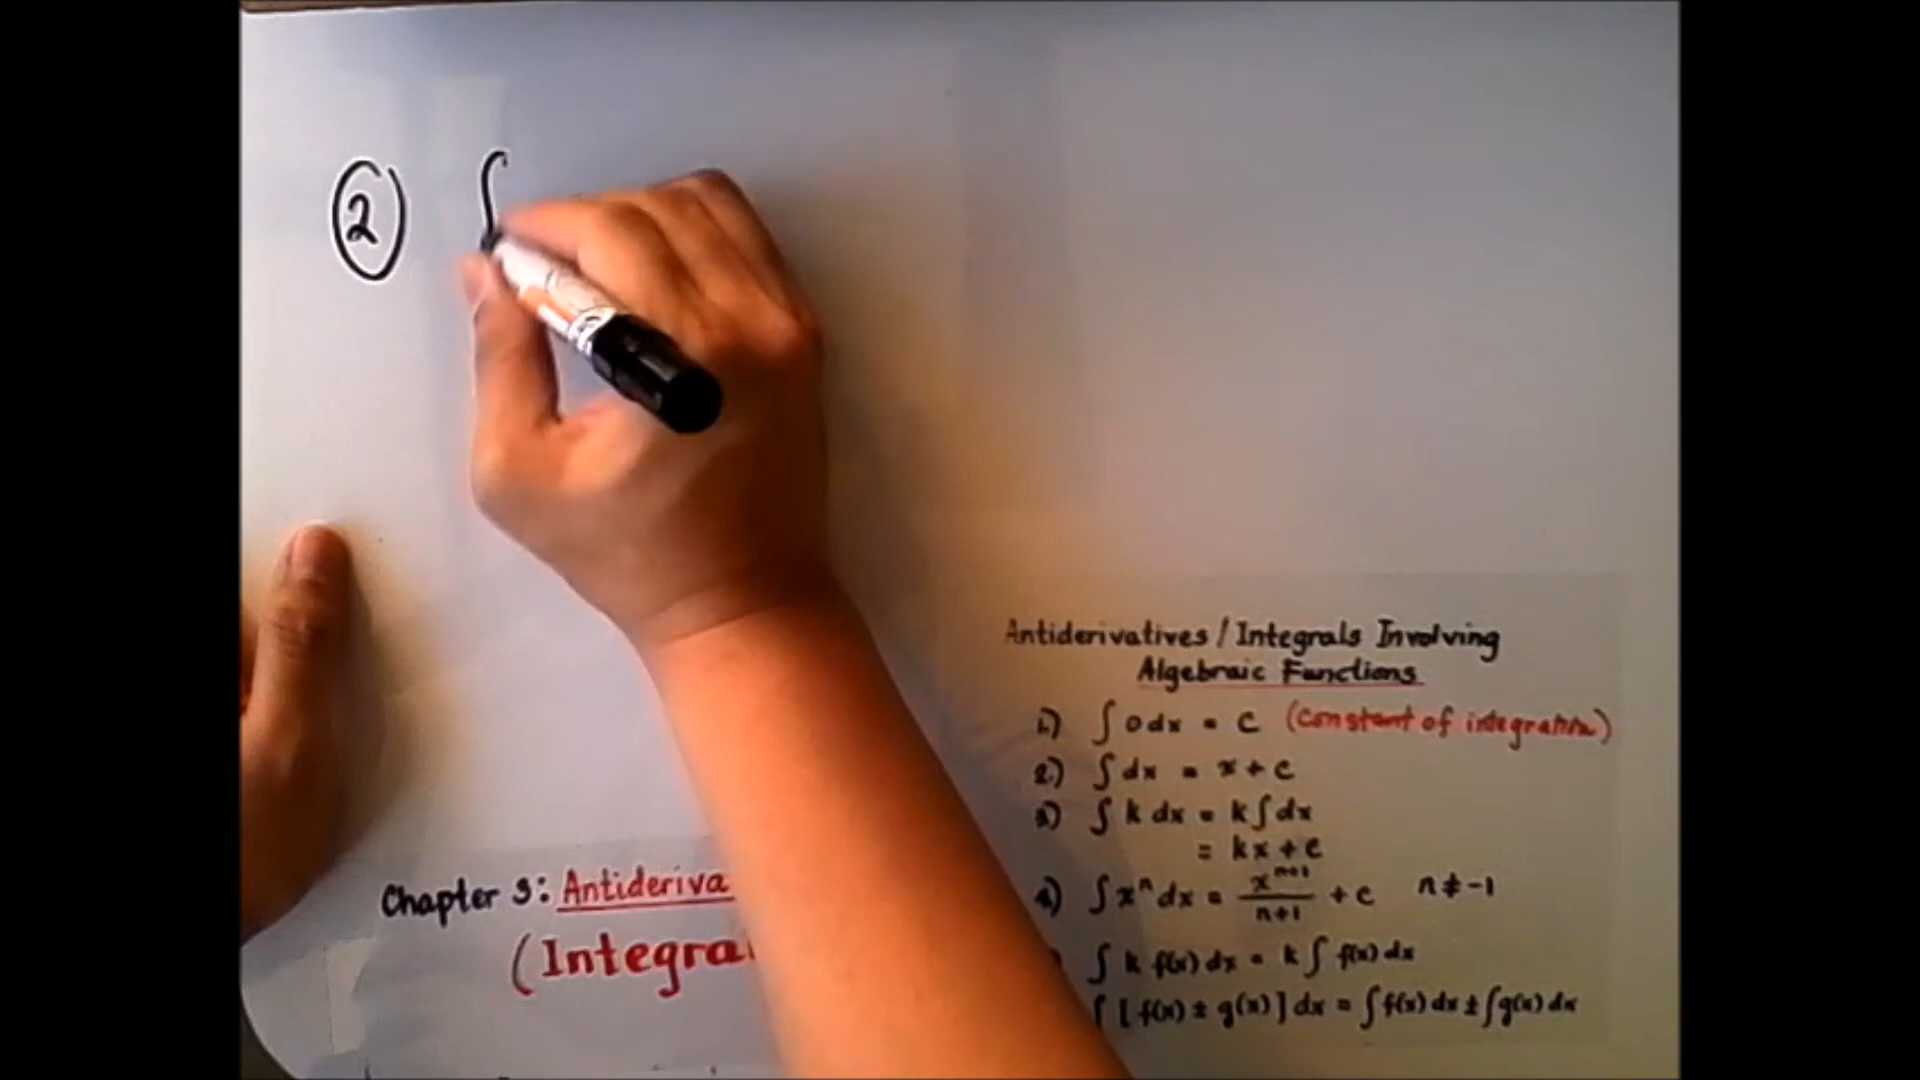 2 ∫
Antiderivatives / Integrals Involving
Algebraic Functions
1.) ∫ 0 dx = c (constant of integration)
2.) ∫ dx = x + c
3.) ∫ k dx = k ∫ dx
= kx + c
4.) ∫ xⁿ dx = xⁿ⁺¹ / n+1 + c n ≠ -1
) ∫ k f(x) dx = k ∫ f(x) dx
∫ [ f(x) ± g(x) ] dx = ∫ f(x) dx ± ∫ g(x) dx
Chapter 3: Antideriva
(Integra